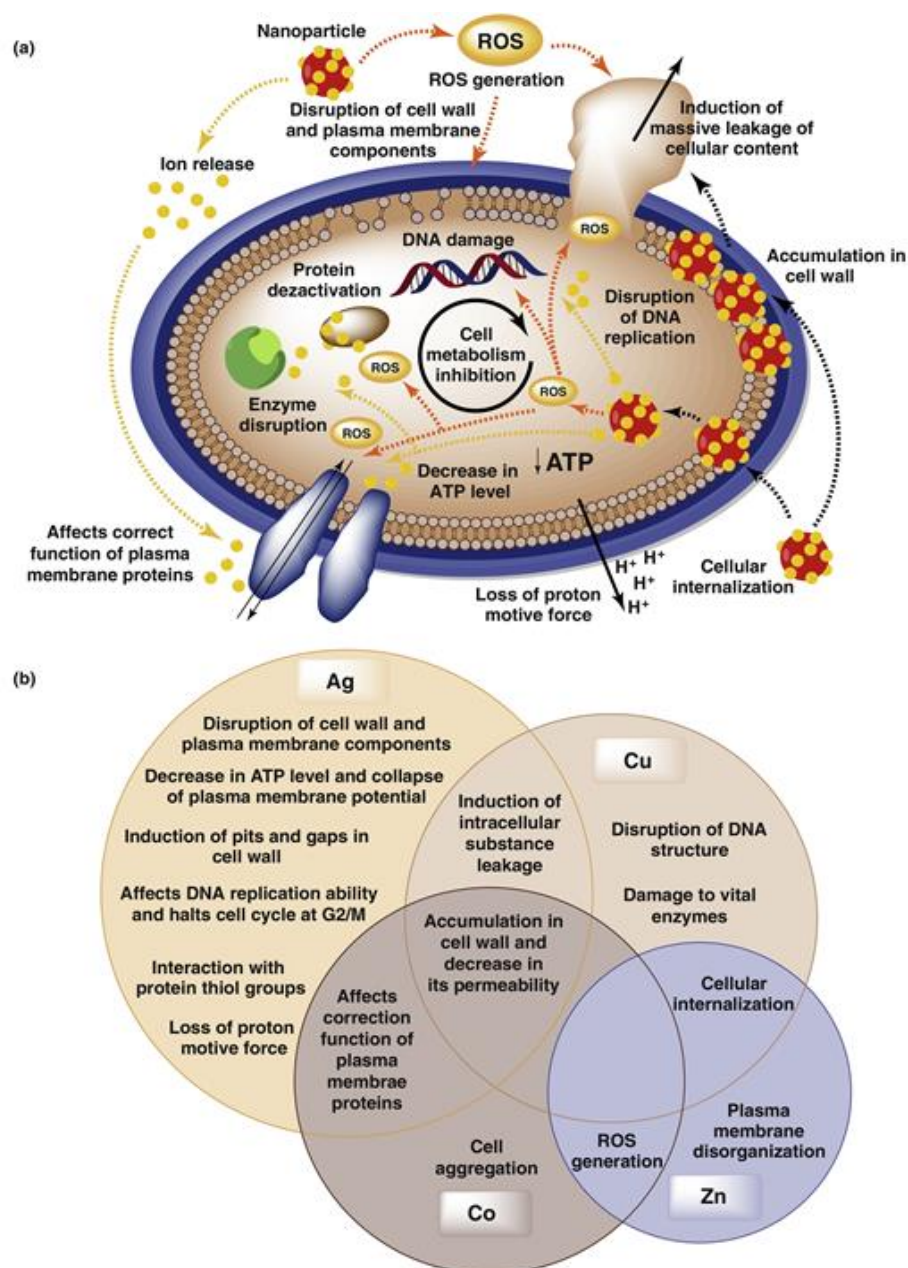 (a)
Nanoparticle
ROS
ROS generation
Disruption of cell wall
and plasma membrane
components
Induction of
massive leakage of
cellular content
Ion release
ROS
DNA damage
Accumulation in
cell wall
Protein
dezactivation
Disruption
of DNA
replication
Cell
metabolism
inhibition
ROS
ROS
Enzyme
disruption
ROS
Decrease in
ATP level
ATP
Affects correct
function of plasma
membrane proteins
H+
H+
H+
H+
Loss of proton
motive force
Cellular
internalization
(b)
Ag
Disruption of cell wall and
plasma membrane components
Decrease in ATP level and collapse
of plasma membrane potential
Induction of pits and gaps in
cell wall
Affects DNA replication ability
and halts cell cycle at G2/M
Interaction with
protein thiol groups
Loss of proton
motive force
Induction of
intracellular
substance
leakage
Cu
Disruption of DNA
structure
Damage to vital
enzymes
Accumulation in
cell wall and
decrease in
its permeability
Affects
correction
function of
plasma
membrae
proteins
Cellular
internalization
Cell
aggregation
Co
ROS
generation
Plasma
membrane
disorganization
Zn